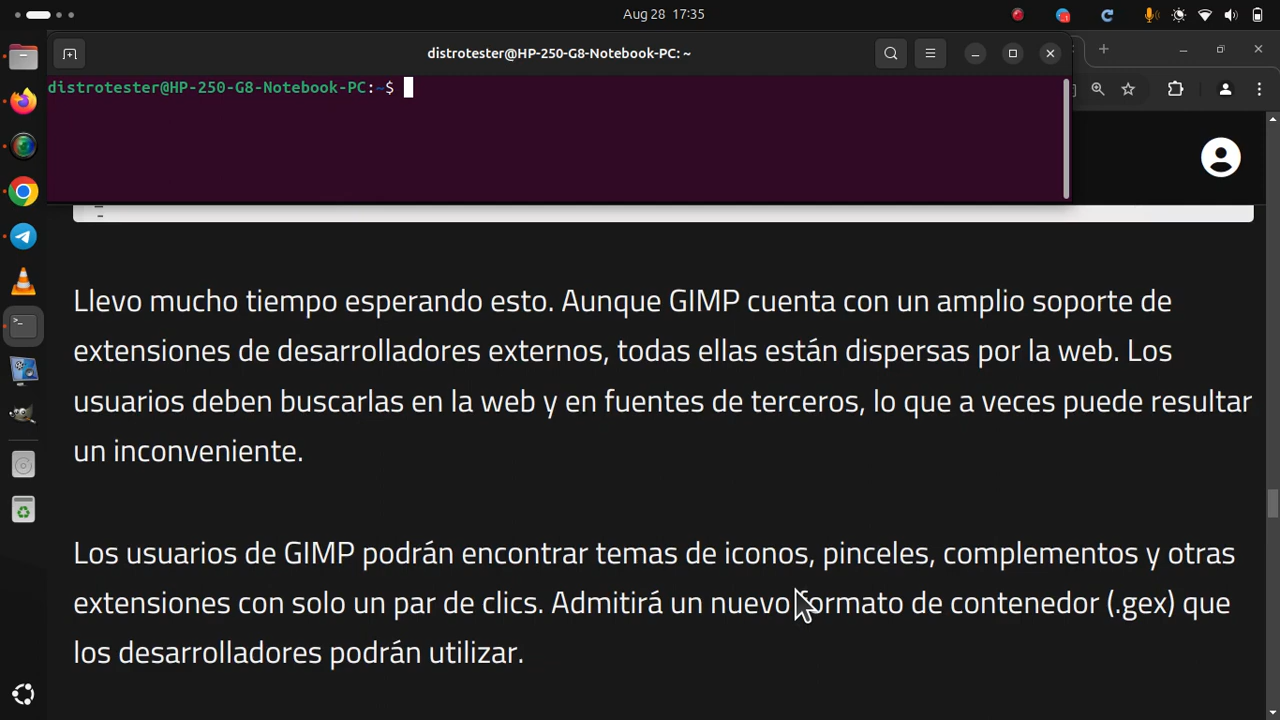 Aug 28 17:35
distrotester@HP-250-G8-Notebook-PC: ~
distrotester@HP-250-G8-Notebook-PC:~$
Llevo mucho tiempo esperando esto. Aunque GIMP cuenta con un amplio soporte de
extensiones de desarrolladores externos, todas ellas están dispersas por la web. Los
usuarios deben buscarlas en la web y en fuentes de terceros, lo que a veces puede resultar
un inconveniente.
Los usuarios de GIMP podrán encontrar temas de iconos, pinceles, complementos y otras
extensiones con solo un par de clics. Admitirá un nuevo formato de contenedor (.gex) que
los desarrolladores podrán utilizar.